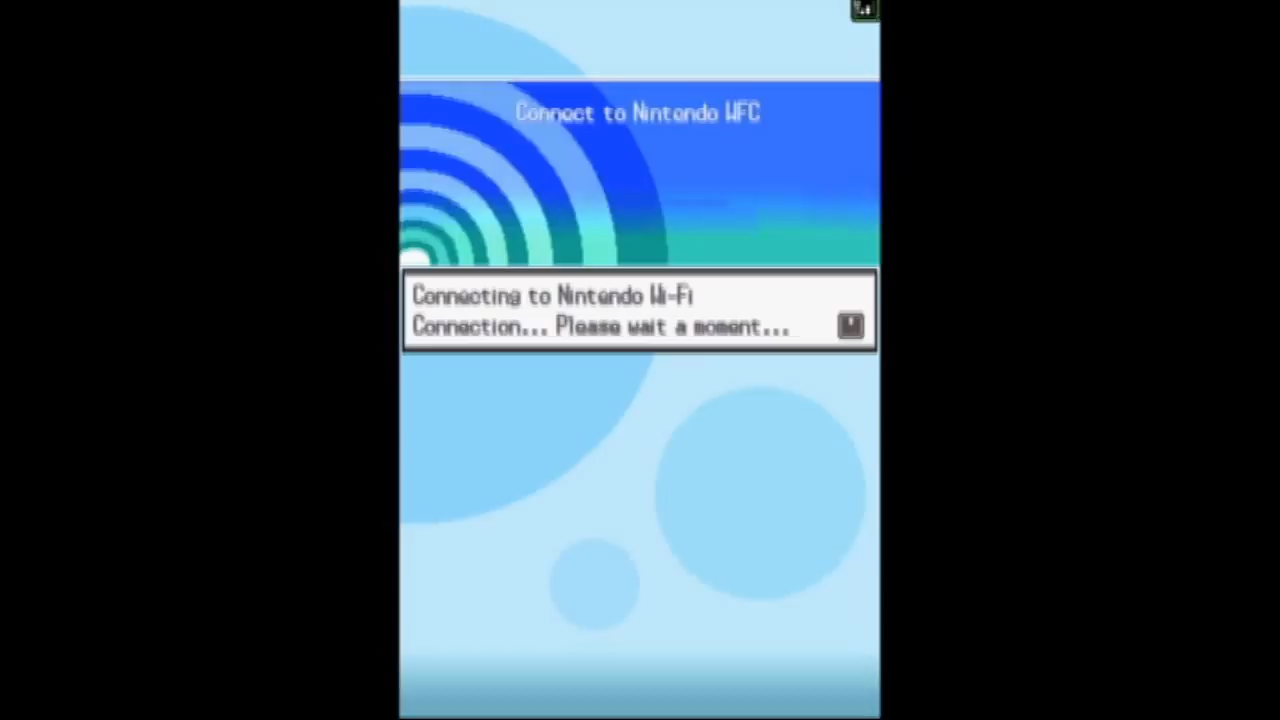 Connect to Nintendo WFC
Connecting to Nintendo Wi-Fi
Connection... Please wait a moment...